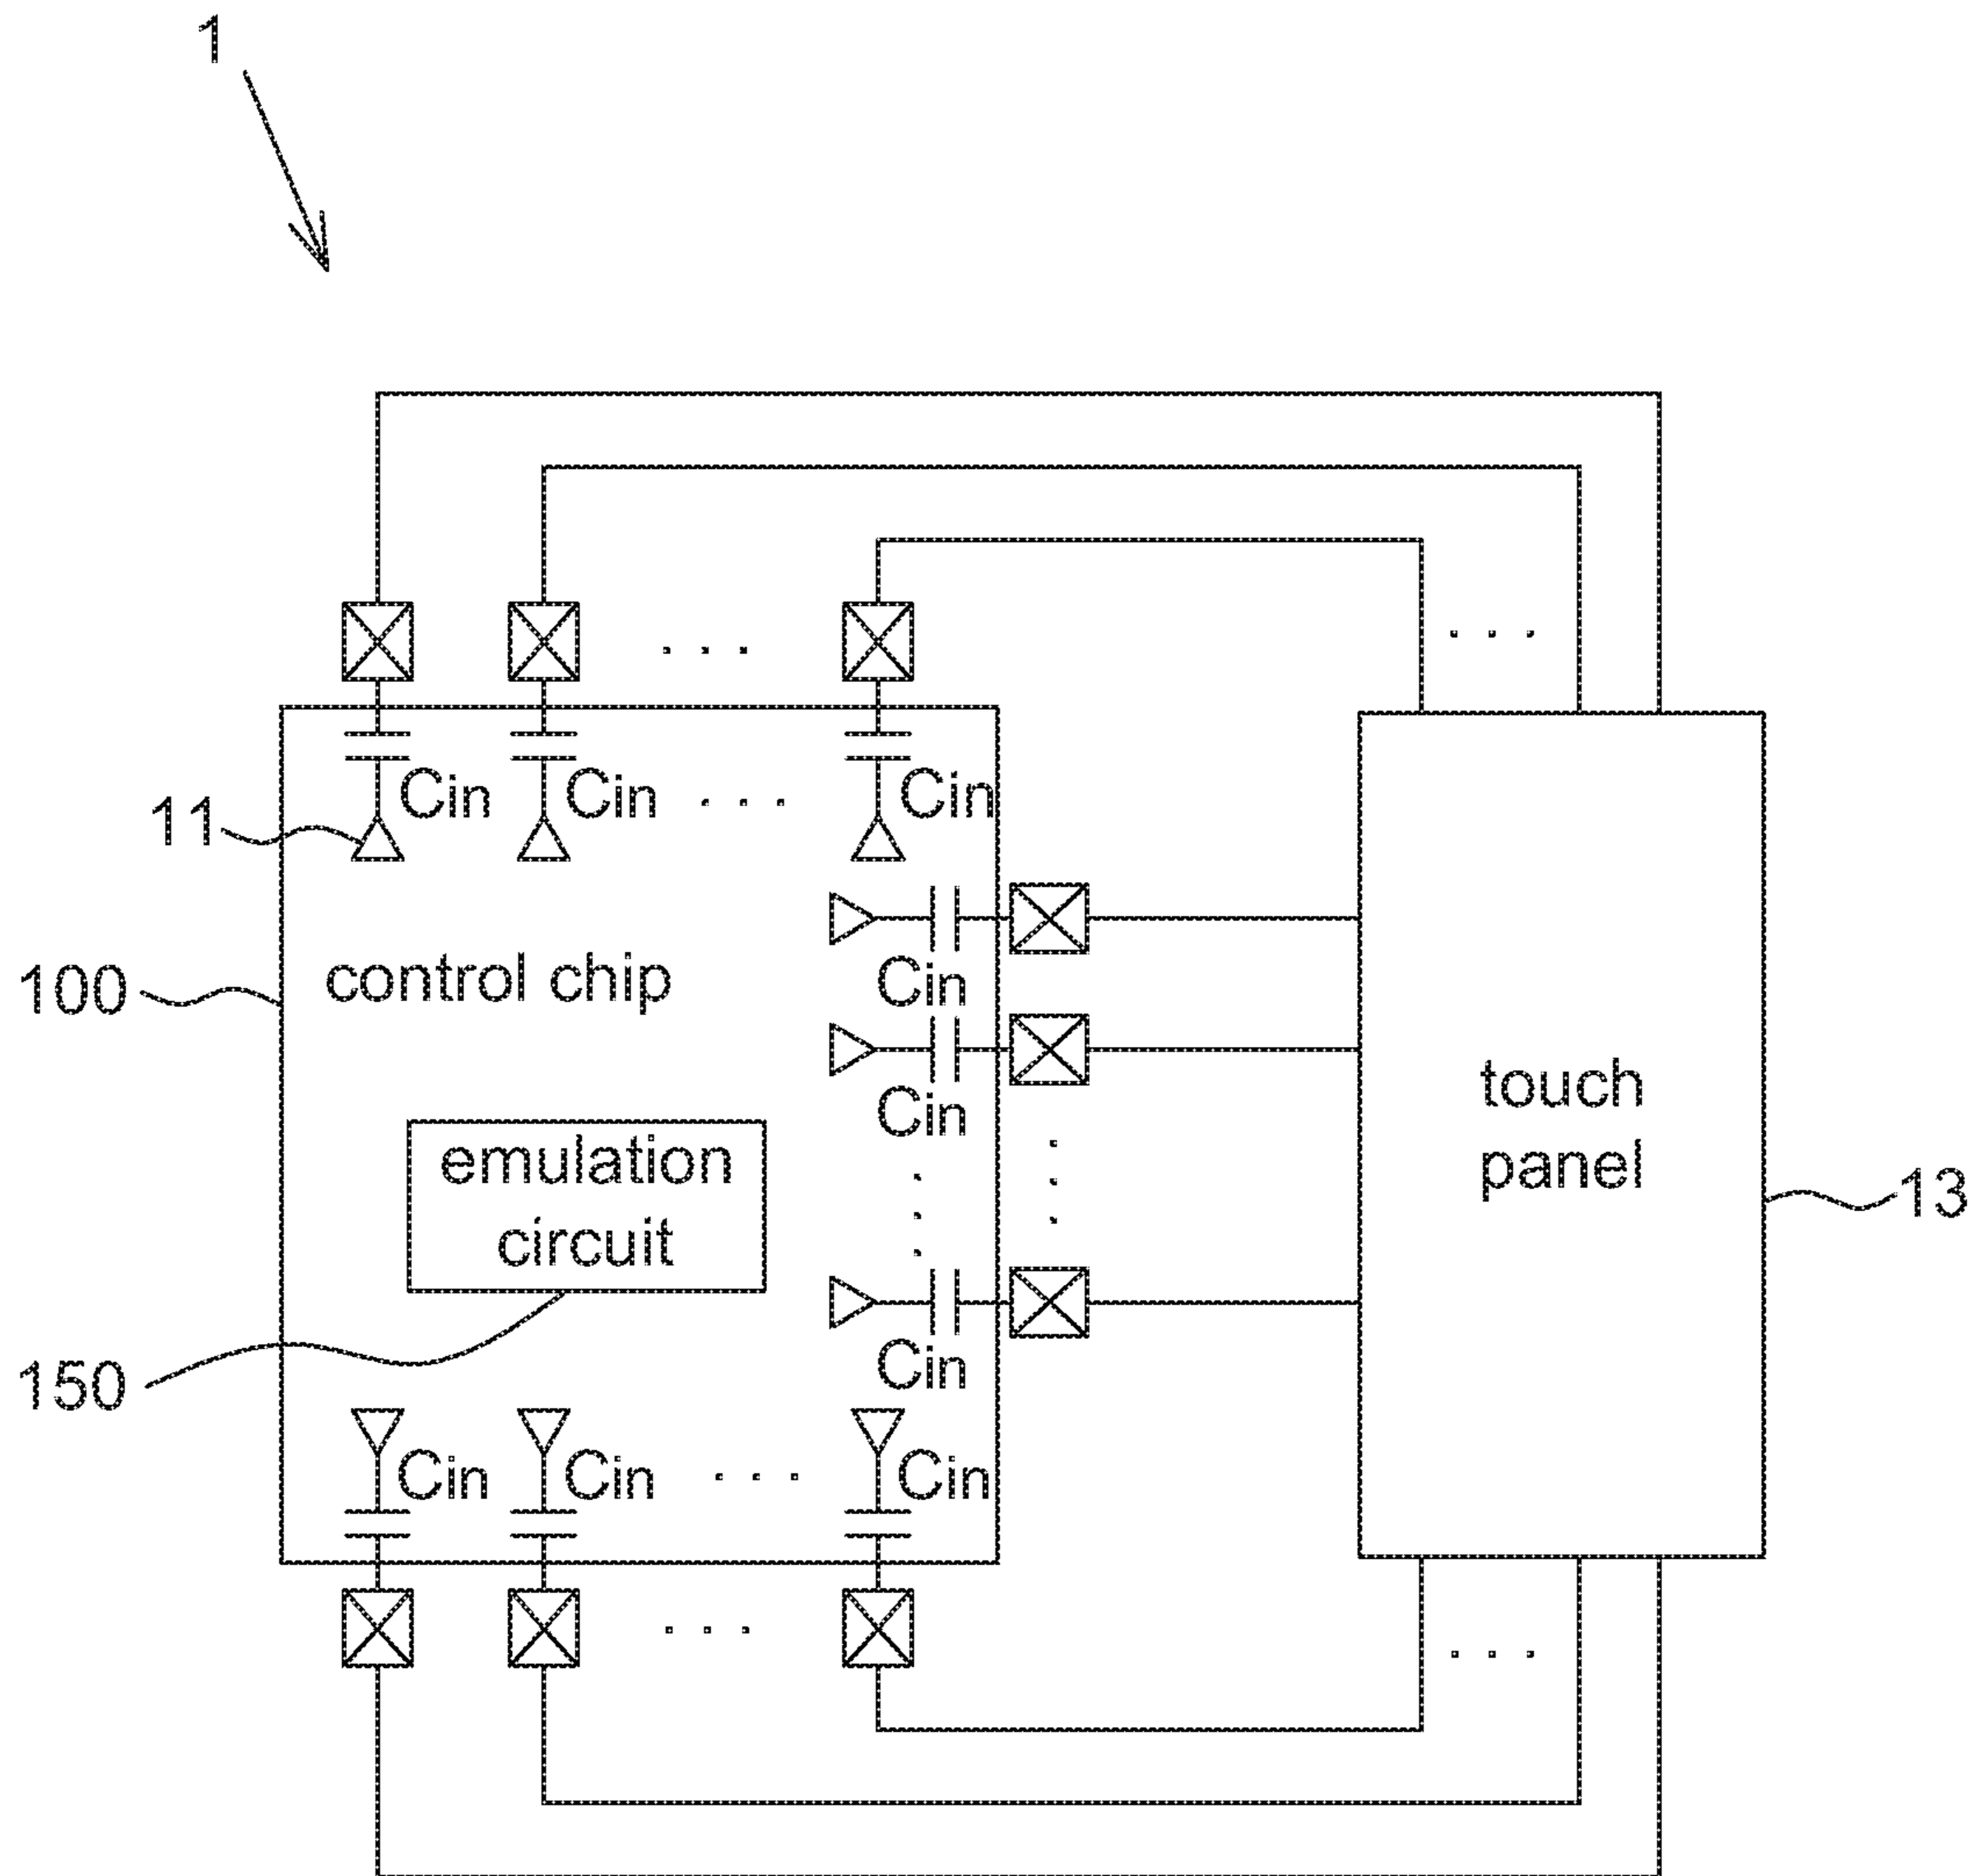 1
Cin Cin . . . Cin
11
Cin
100 control chip
Cin
touch
panel
emulation
circuit
13
Cin
150
Cin Cin . . . Cin